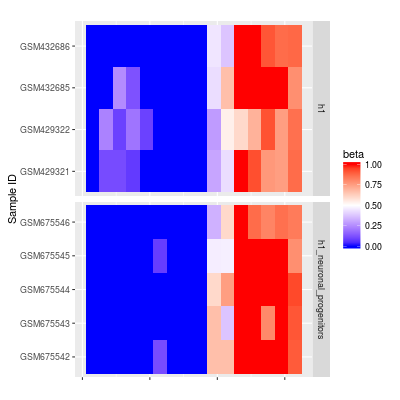 GSM432686
GSM432685
GSM429322
GSM429321
h1
GSM675546
GSM675545
GSM675544
GSM675543
GSM675542
h1_neuronal_progenitors
Sample ID
beta
1.00
0.75
0.50
0.25
0.00